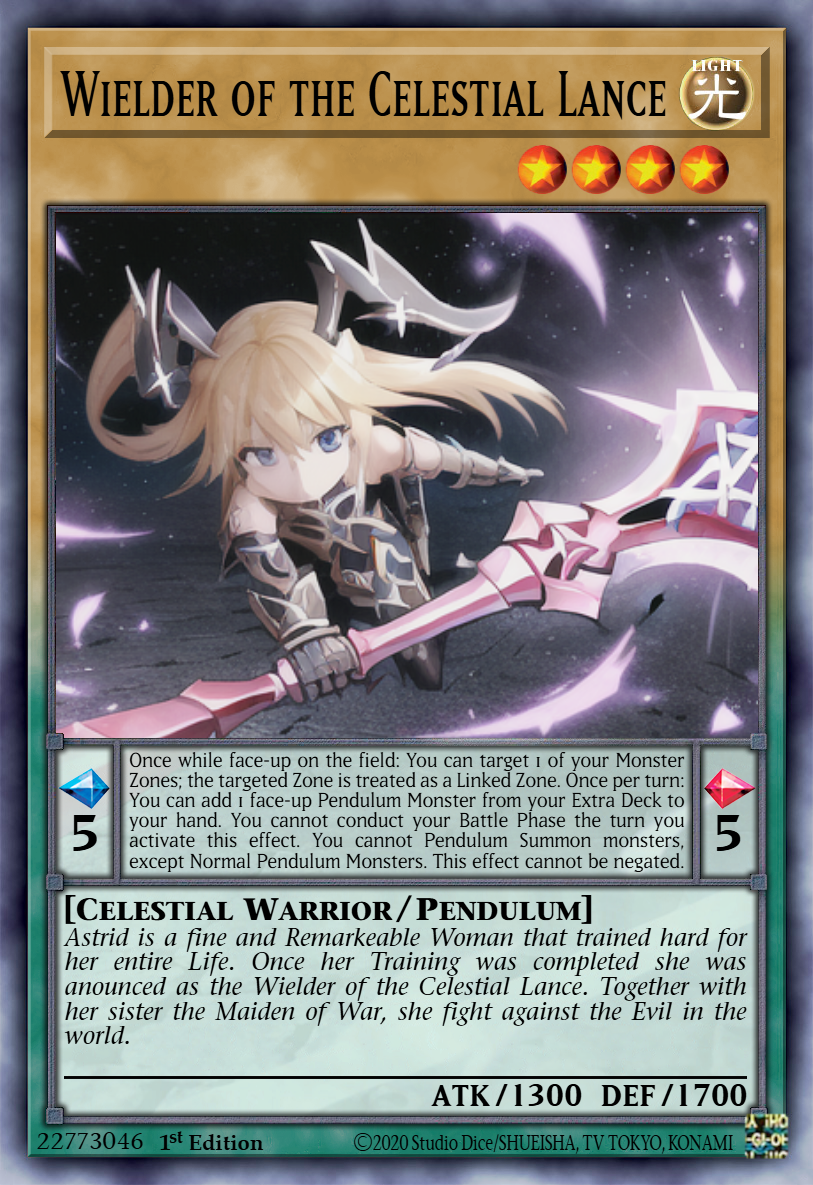 Wielder of the Celestial Lance
LIGHT
光
Once while face-up on the field: You can target 1 of your Monster
Zones; the targeted Zone is treated as a Linked Zone. Once per turn:
You can add 1 face-up Pendulum Monster from your Extra Deck to
your hand. You cannot conduct your Battle Phase the turn you
activate this effect. You cannot Pendulum Summon monsters,
except Normal Pendulum Monsters. This effect cannot be negated.
5
5
[Celestial Warrior/Pendulum]
Astrid is a fine and Remarkeable Woman that trained hard for
her entire Life. Once her Training was completed she was
anounced as the Wielder of the Celestial Lance. Together with
her sister the Maiden of War, she fight against the Evil in the
world.
ATK/1300 DEF/1700
22773046 1st Edition ©2020 Studio Dice/SHUEISHA, TV TOKYO, KONAMI